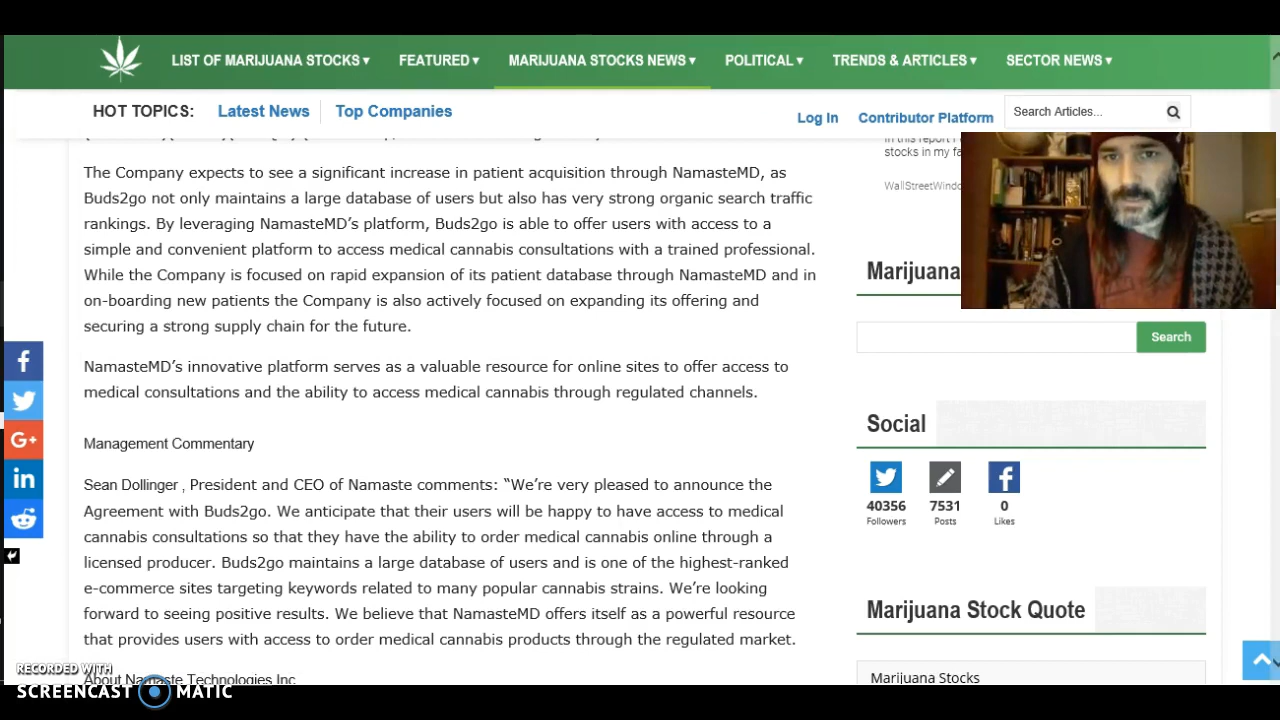 LIST OF MARIJUANA STOCKS▾ FEATURED▾ MARIJUANA STOCKS NEWS▾ POLITICAL▾ TRENDS & ARTICLES▾ SECTOR NEWS▾
HOT TOPICS: Latest News Top Companies
Log In Contributor Platform Search Articles...
The Company expects to see a significant increase in patient acquisition through NamasteMD, as
Buds2go not only maintains a large database of users but also has very strong organic search traffic
rankings. By leveraging NamasteMD’s platform, Buds2go is able to offer users with access to a
simple and convenient platform to access medical cannabis consultations with a trained professional.
While the Company is focused on rapid expansion of its patient database through NamasteMD and in
on-boarding new patients the Company is also actively focused on expanding its offering and
securing a strong supply chain for the future.
NamasteMD’s innovative platform serves as a valuable resource for online sites to offer access to
medical consultations and the ability to access medical cannabis through regulated channels.
Management Commentary
Sean Dollinger , President and CEO of Namaste comments: “We’re very pleased to announce the
Agreement with Buds2go. We anticipate that their users will be happy to have access to medical
cannabis consultations so that they have the ability to order medical cannabis online through a
licensed producer. Buds2go maintains a large database of users and is one of the highest-ranked
e-commerce sites targeting keywords related to many popular cannabis strains. We’re looking
forward to seeing positive results. We believe that NamasteMD offers itself as a powerful resource
that provides users with access to order medical cannabis products through the regulated market.
About Namaste Technologies Inc
in this report I
stocks in my fa
WallStreetWindo
Marijuana
Search
Social
40356 7531 0
Followers Posts Likes
Marijuana Stock Quote
Marijuana Stocks
RECORDED WITH
SCREENCAST MATIC